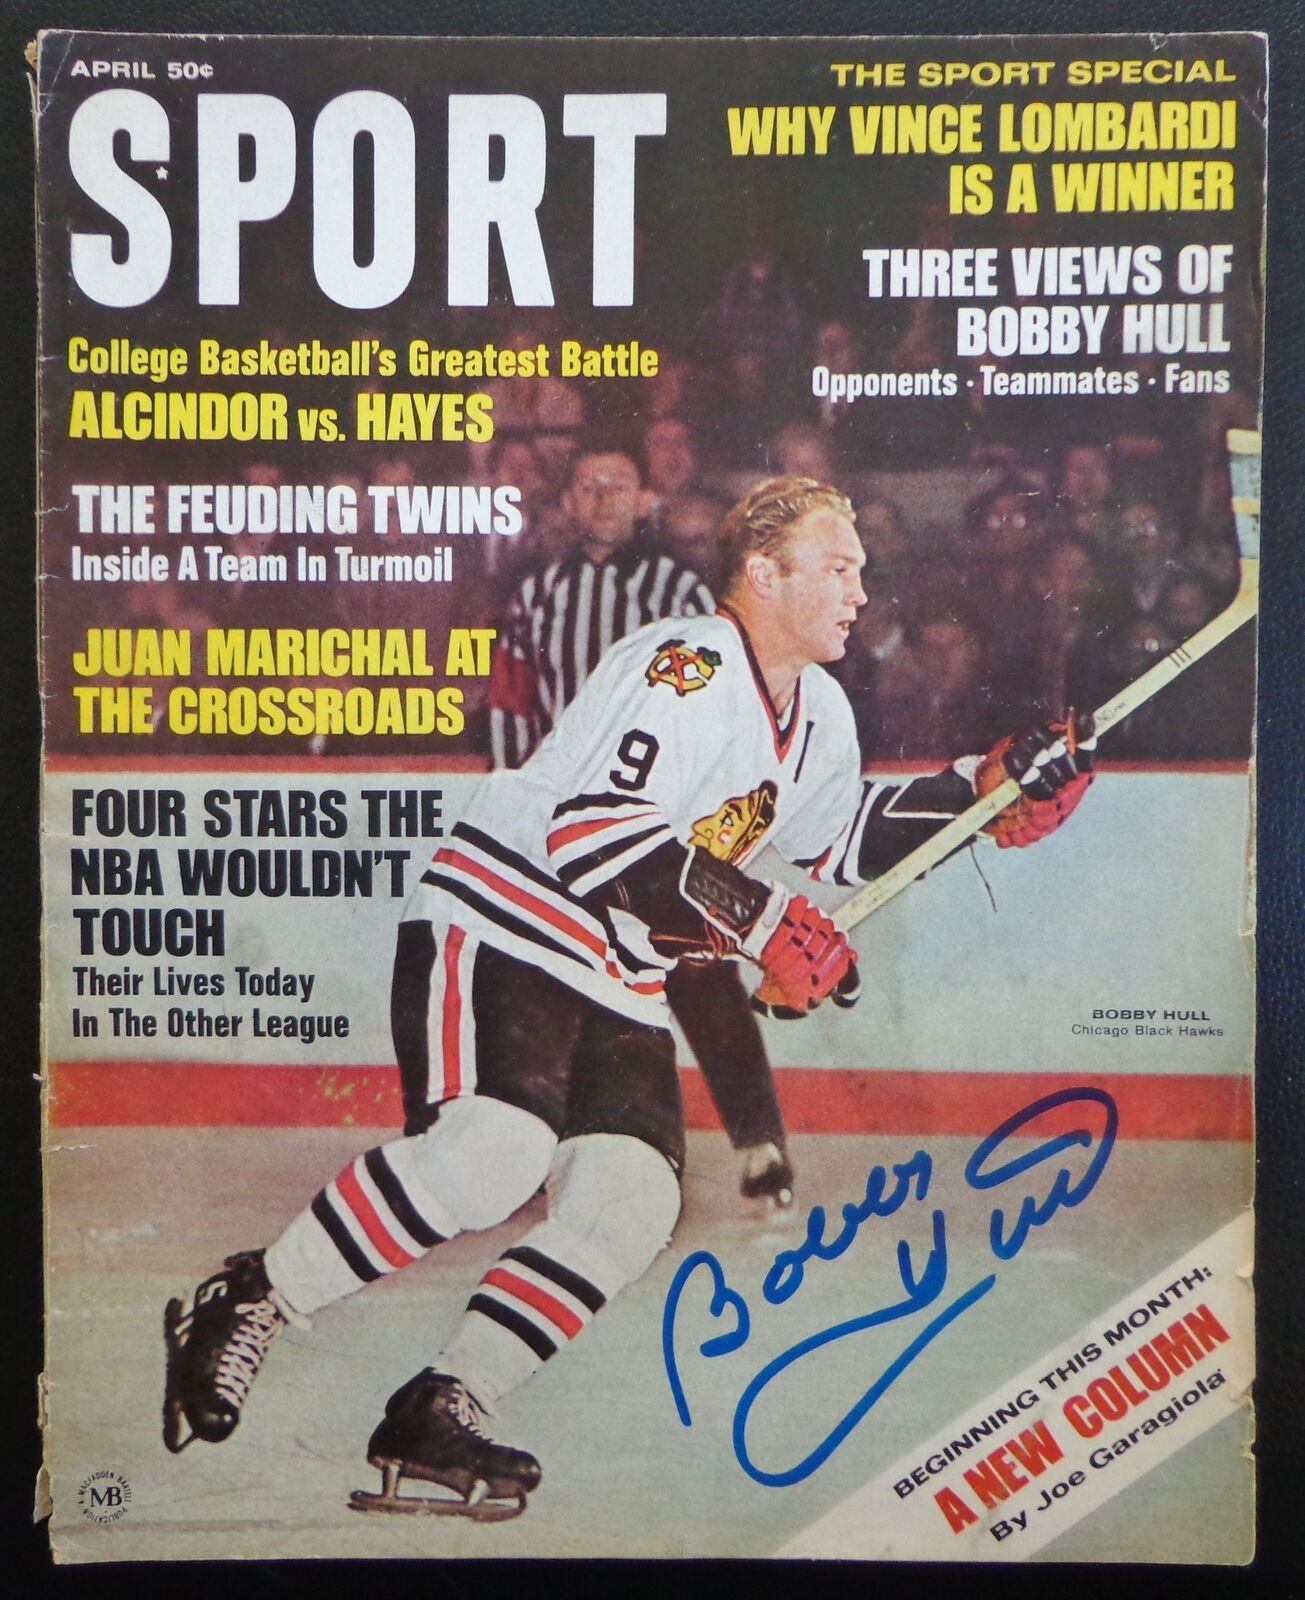 APRIL 50¢
SPORT
THE SPORT SPECIAL
WHY VINCE LOMBARDI
IS A WINNER
THREE VIEWS OF
BOBBY HULL
Opponents · Teammates · Fans
College Basketball's Greatest Battle
ALCINDOR vs. HAYES
THE FEUDING TWINS
Inside A Team In Turmoil
JUAN MARICHAL AT
THE CROSSROADS
FOUR STARS THE
NBA WOULDN'T
TOUCH
Their Lives Today
In The Other League
9
BOBBY HULL
Chicago Black Hawks
Bobby Hull
BEGINNING THIS MONTH:
A NEW COLUMN
By Joe Garagiola
A MACFADDEN BARTELL PUBLICATION
MB